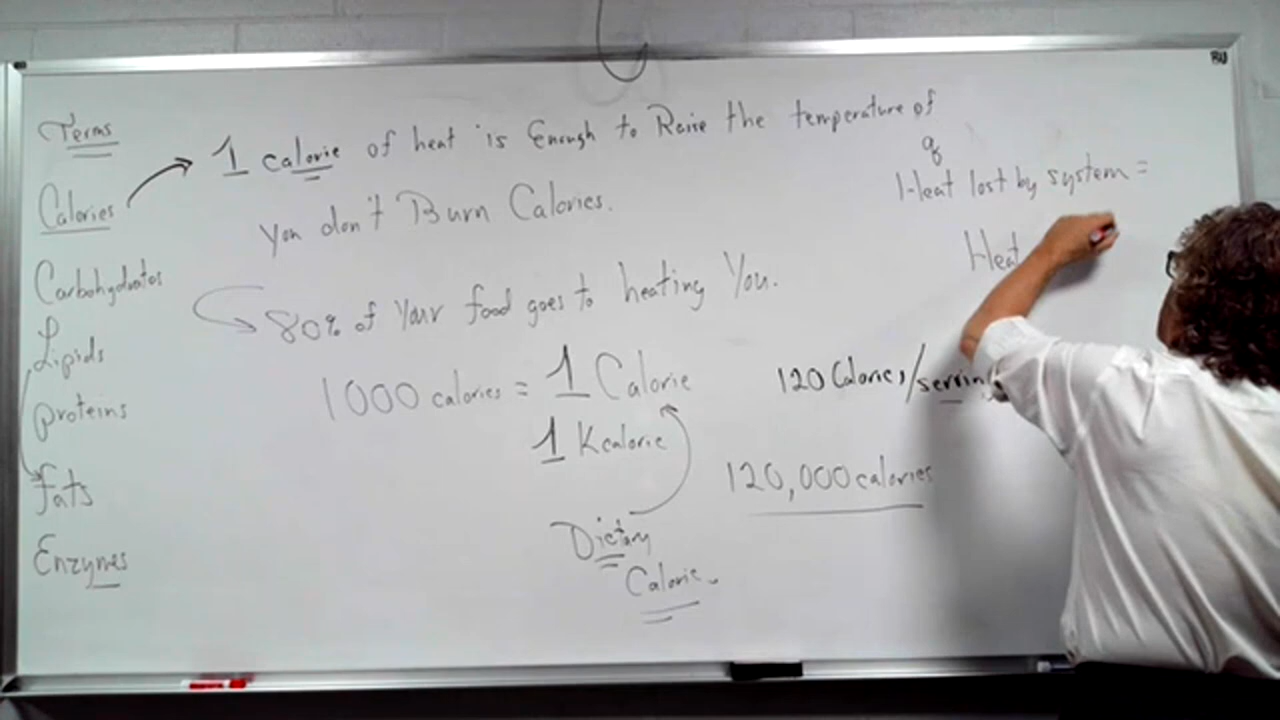 Terms
Calories
Carbohydrates
Lipids
proteins
fats
Enzymes
1 calorie of heat is Enough to Raise the temperature of
You don't Burn Calories.
80% of Your food goes to heating You.
1000 calories = 1 Calorie
1 Kcalorie
Dietary
Calorie
q
Heat lost by system =
Heat
120 Calories/serving
120,000 calories
BU